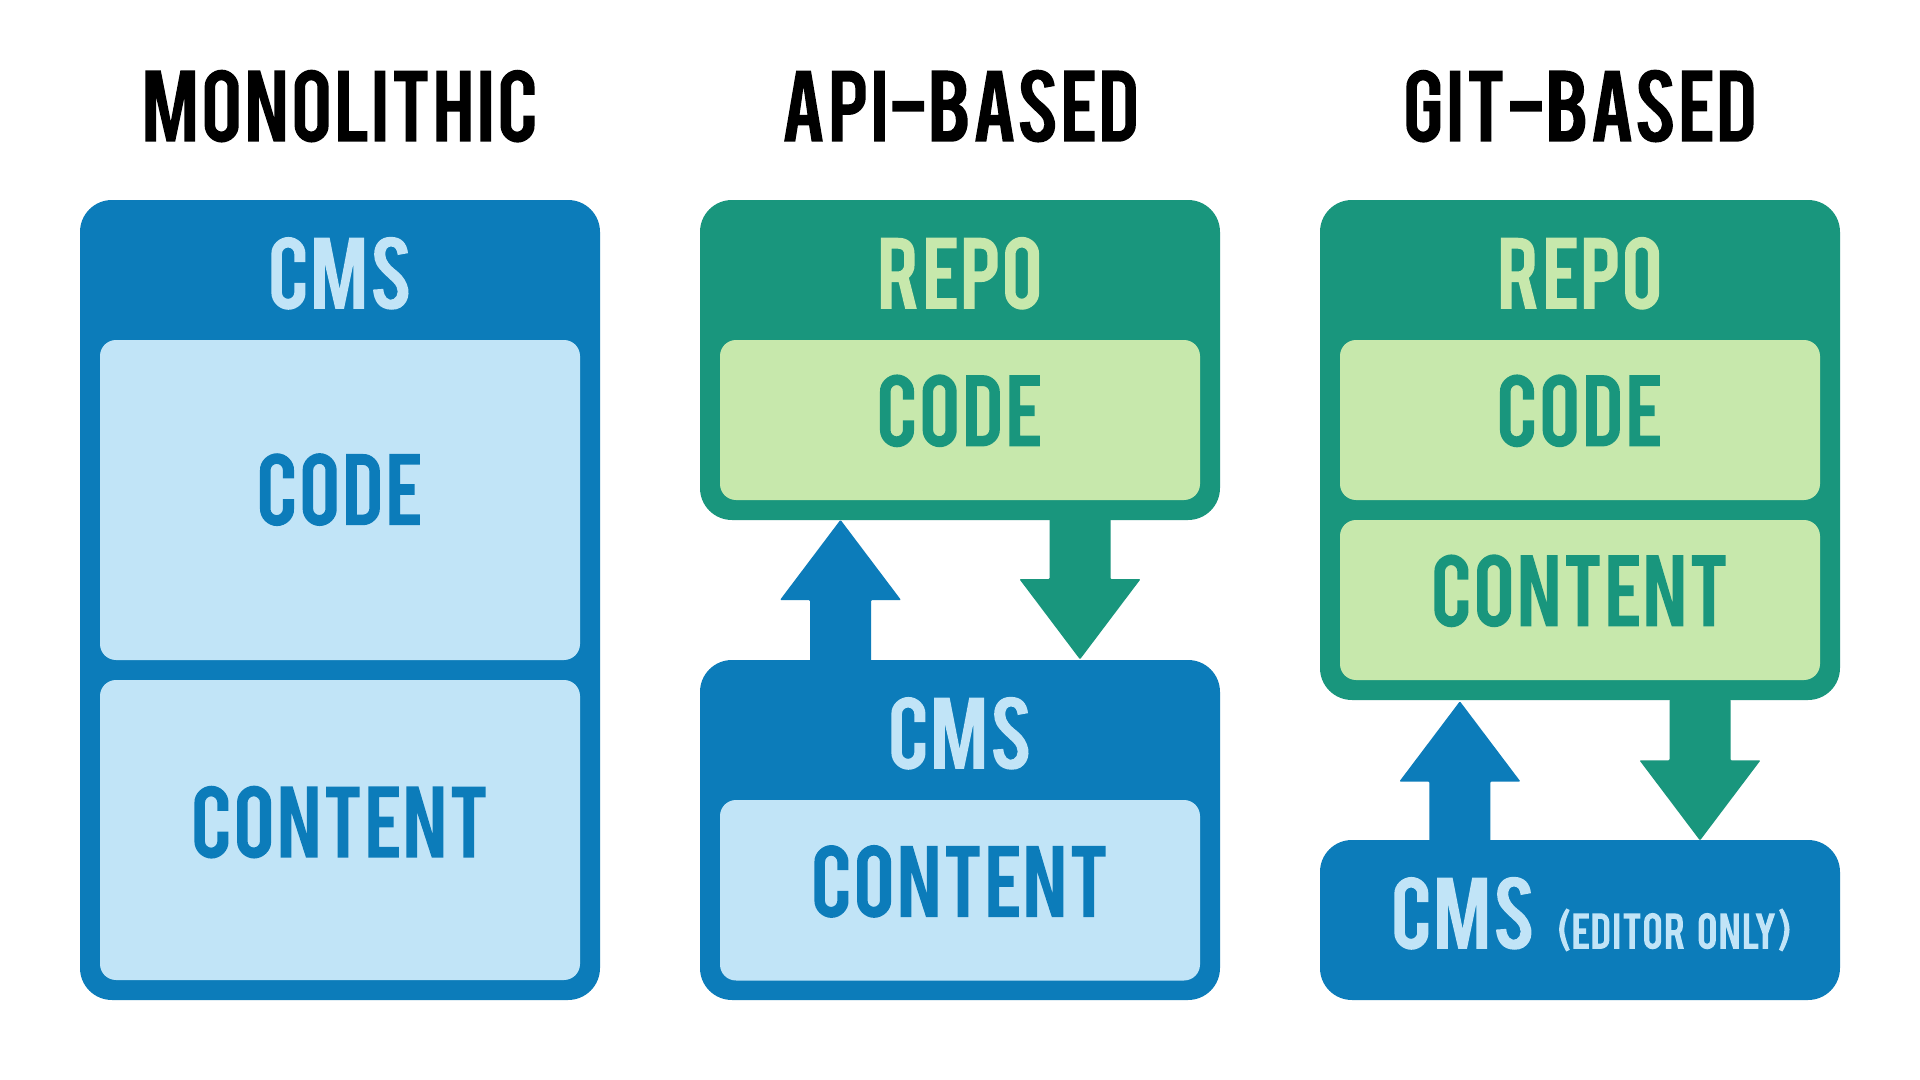 MONOLITHIC
CMS
CODE
CONTENT
API-BASED
REPO
CODE
CMS
CONTENT
GIT-BASED
REPO
CODE
CONTENT
CMS (EDITOR ONLY)